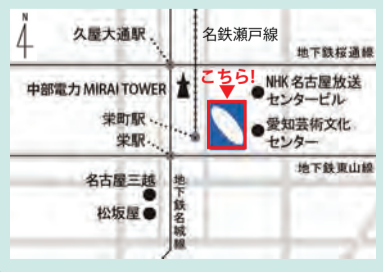 N
4
久屋大通駅
名鉄瀬戸線
地下鉄桜通線
こちら!
中部電力 MIRAI TOWER
NHK 名古屋放送
センタービル
栄町駅
愛知芸術文化
センター
栄駅
地下鉄東山線
名古屋三越
松坂屋
地下鉄名城線